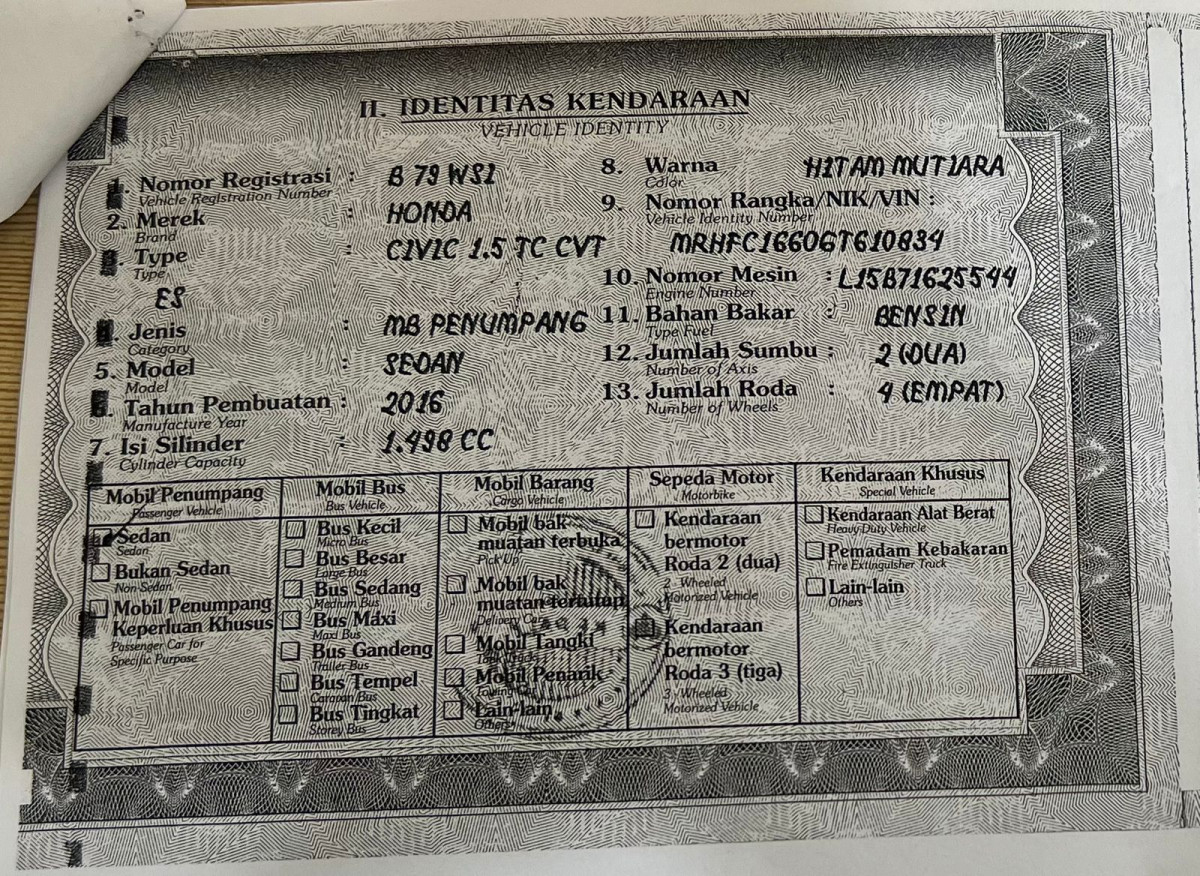 II. IDENTITAS KENDARAAN
VEHICLE IDENTITY
1. Nomor Registrasi : B 79 WSI
Vehicle Registration Number
2. Merek : HONDA
Brand
3. Type : CIVIC 1.5 TC CVT
Type
ES
4. Jenis : MB PENUMPANG
Category
5. Model : SEDAN
Model
6. Tahun Pembuatan : 2016
Manufacture Year
7. Isi Silinder : 1.498 CC
Cylinder Capacity
8. Warna HITAM MUTIARA
Color
9. Nomor Rangka/NIK/VIN :
Vehicle Identity Number
MRHFC1660GT610834
10. Nomor Mesin : L15B71625544
Engine Number
11. Bahan Bakar : BENSIN
Type Fuel
12. Jumlah Sumbu : 2 (DUA)
Number of Axis
13. Jumlah Roda : 4 (EMPAT)
Number of Wheels
Mobil Penumpang
Passenger Vehicle
Sedan
Sedan
Bukan Sedan
Non Sedan
Mobil Penumpang
Keperluan Khusus
Passenger Car for
Specific Purpose
Mobil Bus
Bus Vehicle
Bus Kecil
Micro Bus
Bus Besar
Large Bus
Bus Sedang
Medium Bus
Bus Maxi
Maxi Bus
Bus Gandeng
Trailer Bus
Bus Tempel
Caravan Bus
Bus Tingkat
Storey Bus
Mobil Barang
Cargo Vehicle
Mobil bak
muatan terbuka
Pick Up
Mobil bak
muatan tertutup
Delivery Car
Mobil Tangki
Tank Truck
Mobil Penarik
Towing Car
Lain-lain
Others
Sepeda Motor
Motorbike
Kendaraan
bermotor
Roda 2 (dua)
2 - Wheeled
Motorized Vehicle
Kendaraan
bermotor
Roda 3 (tiga)
3 - Wheeled
Motorized Vehicle
Kendaraan Khusus
Special Vehicle
Kendaraan Alat Berat
Heavy Duty Vehicle
Pemadam Kebakaran
Fire Extinguisher Truck
Lain-lain
Others